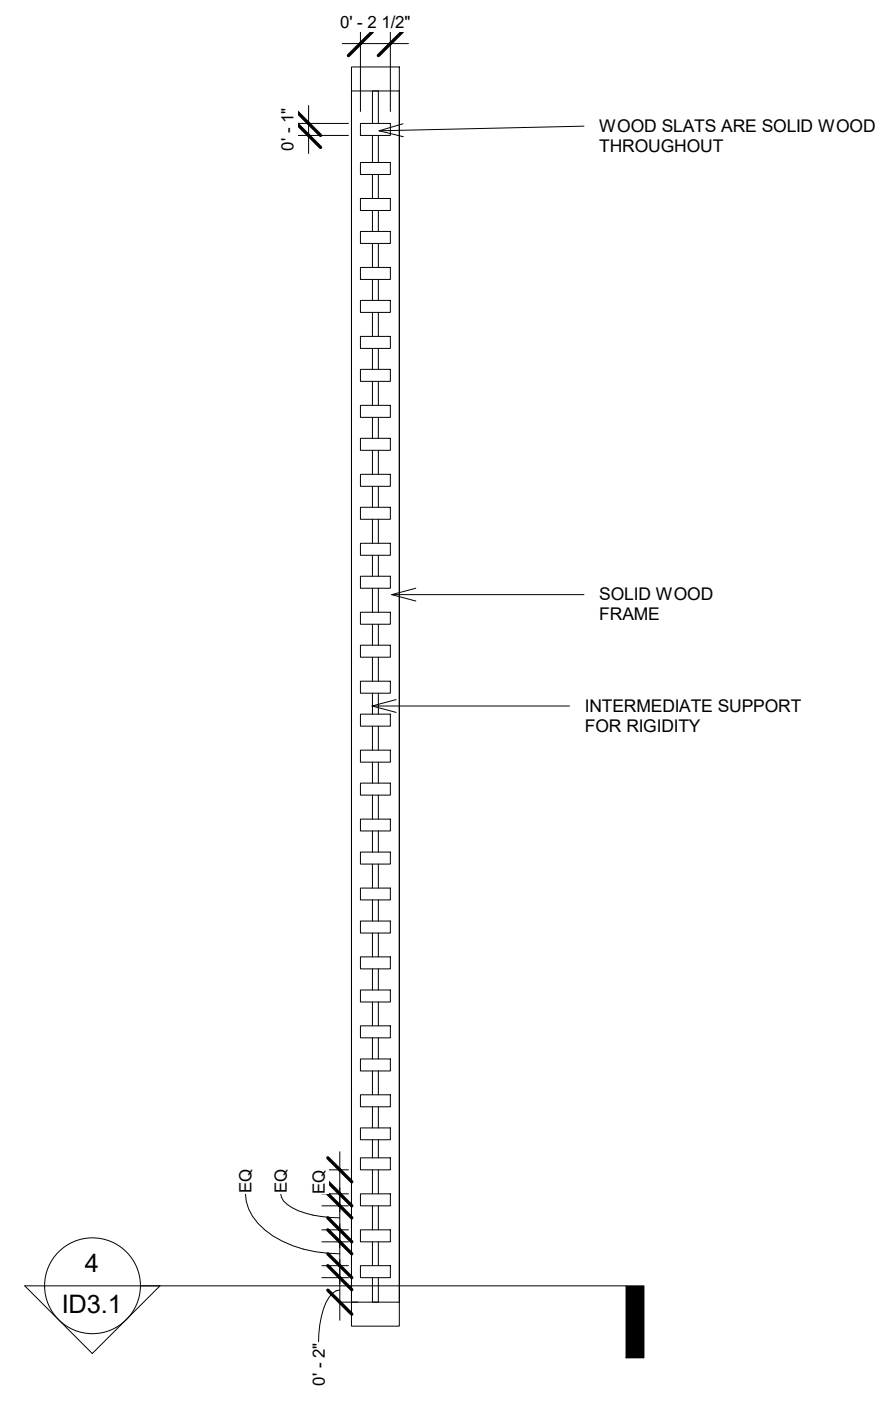 0' - 2 1/2"
0' - 1"
WOOD SLATS ARE SOLID WOOD
THROUGHOUT
SOLID WOOD
FRAME
INTERMEDIATE SUPPORT
FOR RIGIDITY
EQ
EQ
EQ
4
ID3.1
0' - 2"